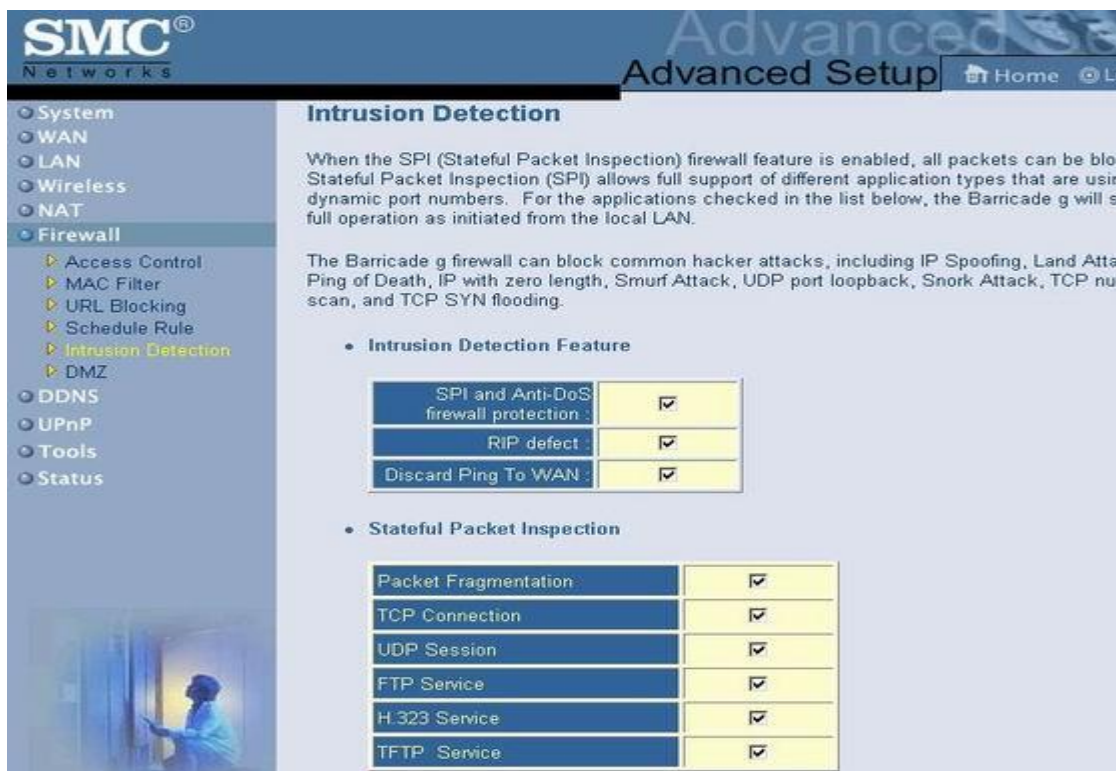 SMC®
Networks
Advanced
Advanced Setup
Home
System
WAN
LAN
Wireless
NAT
Firewall
Access Control
MAC Filter
URL Blocking
Schedule Rule
Intrusion Detection
DMZ
DDNS
UPnP
Tools
Status
Intrusion Detection
When the SPI (Stateful Packet Inspection) firewall feature is enabled, all packets can be blo
Stateful Packet Inspection (SPI) allows full support of different application types that are usi
dynamic port numbers. For the applications checked in the list below, the Barricade g will s
full operation as initiated from the local LAN.
The Barricade g firewall can block common hacker attacks, including IP Spoofing, Land Atta
Ping of Death, IP with zero length, Smurf Attack, UDP port loopback, Snork Attack, TCP nu
scan, and TCP SYN flooding.
• Intrusion Detection Feature
SPI and Anti-DoS
firewall protection :
RIP defect :
Discard Ping To WAN :
• Stateful Packet Inspection
Packet Fragmentation
TCP Connection
UDP Session
FTP Service
H.323 Service
TFTP Service